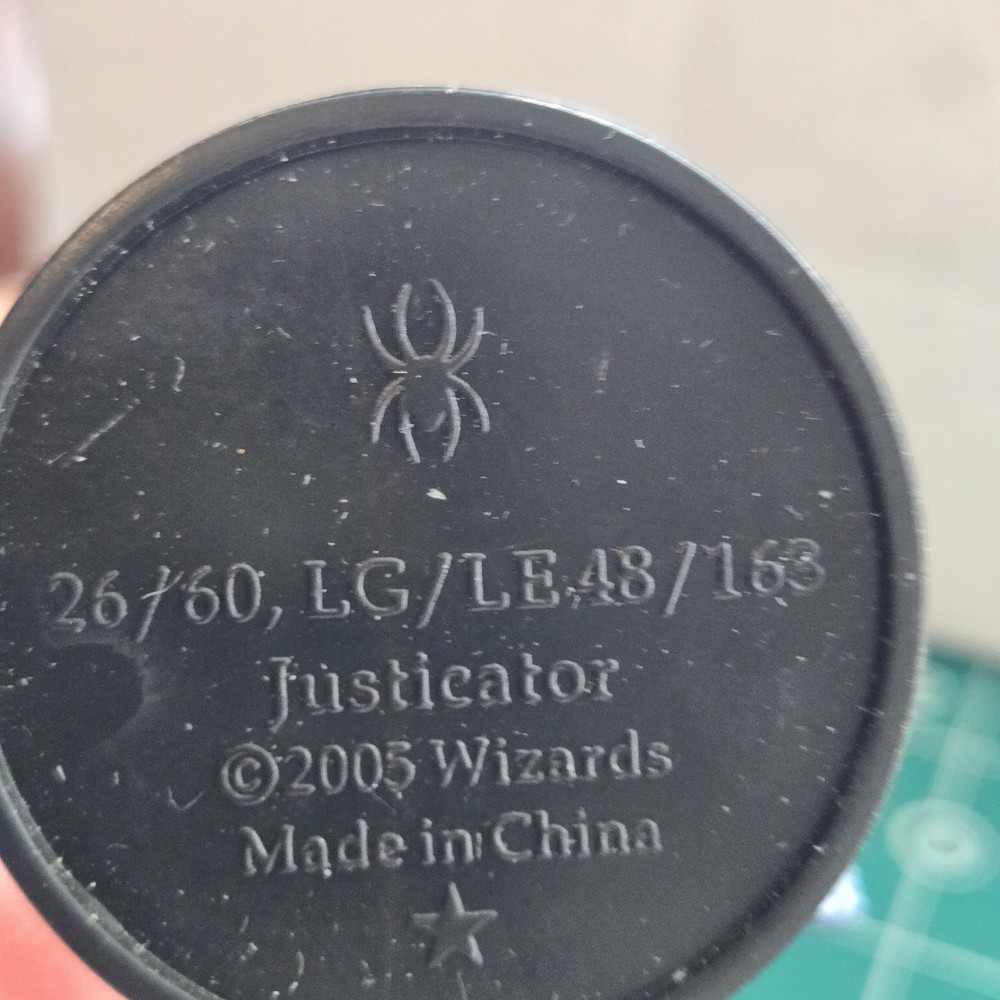 26/60, LG/LE 48/163
Justicator
©2005 Wizards
Made in China